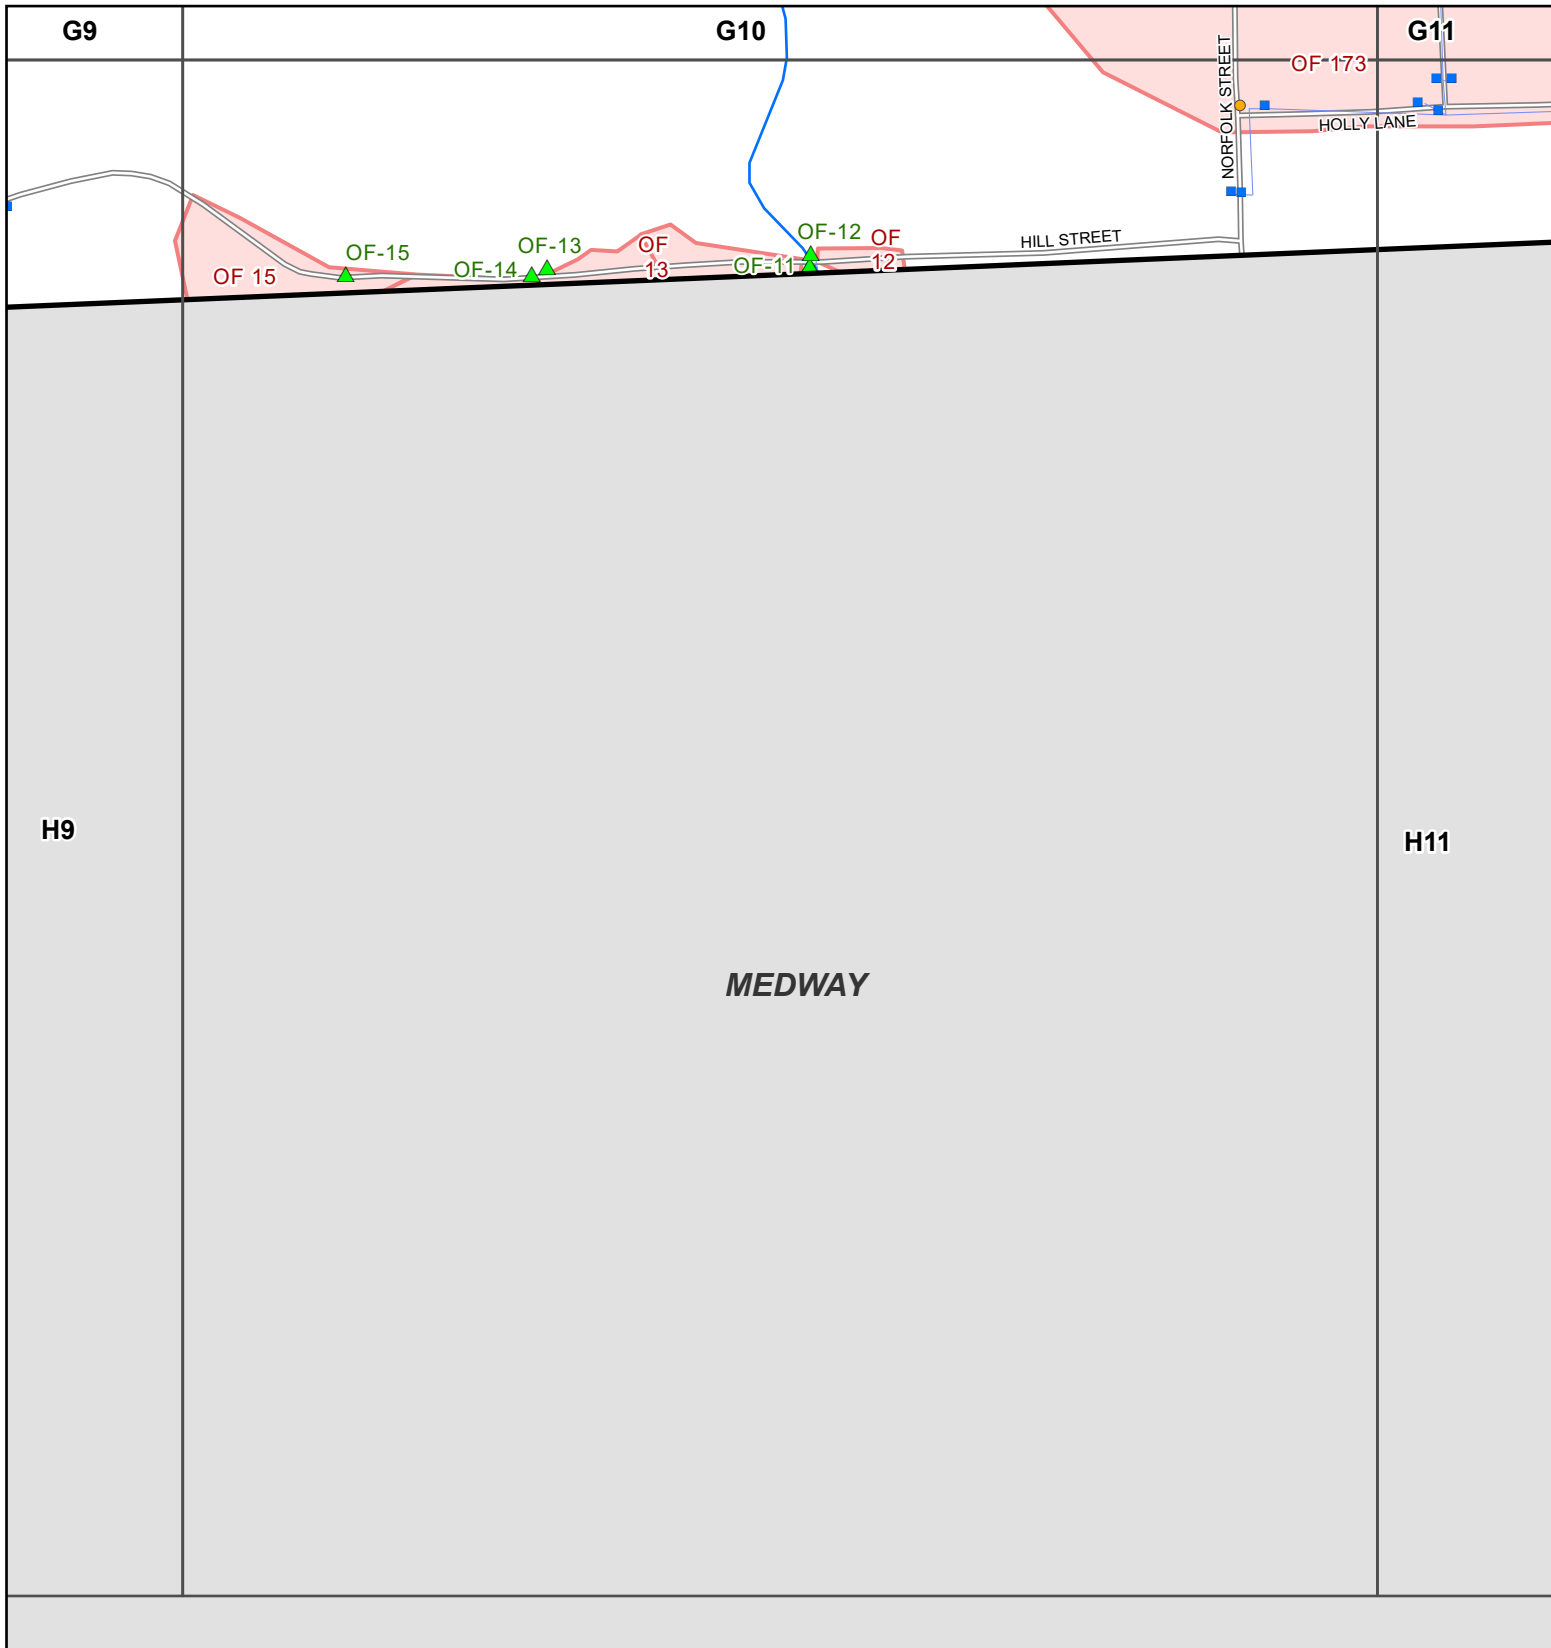 G9
G10
G11
OF 173
NORFOLK STREET
HOLLY LANE
OF-12
OF
12
HILL STREET
OF-13
OF
13
OF-15
OF-14
OF-11
OF 15
H9
H11
MEDWAY